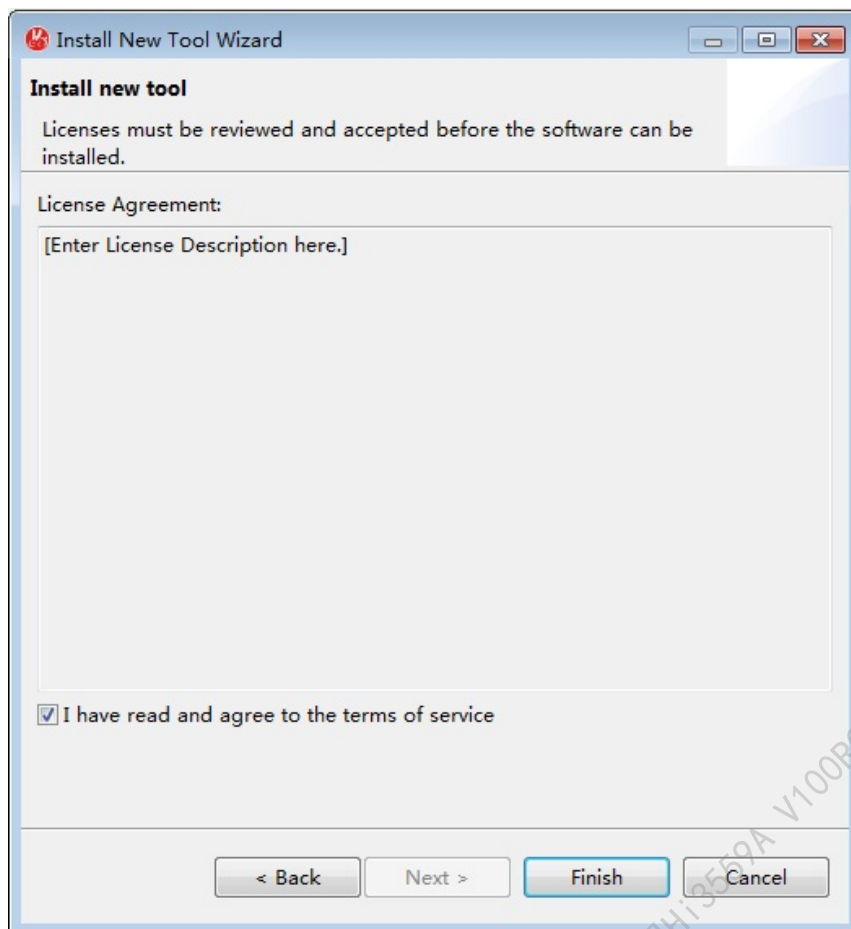 Install New Tool Wizard
Install new tool
Licenses must be reviewed and accepted before the software can be
installed.
License Agreement:
[Enter License Description here.]
I have read and agree to the terms of service
< Back
Next >
Finish
Cancel
Hi3559A V100R